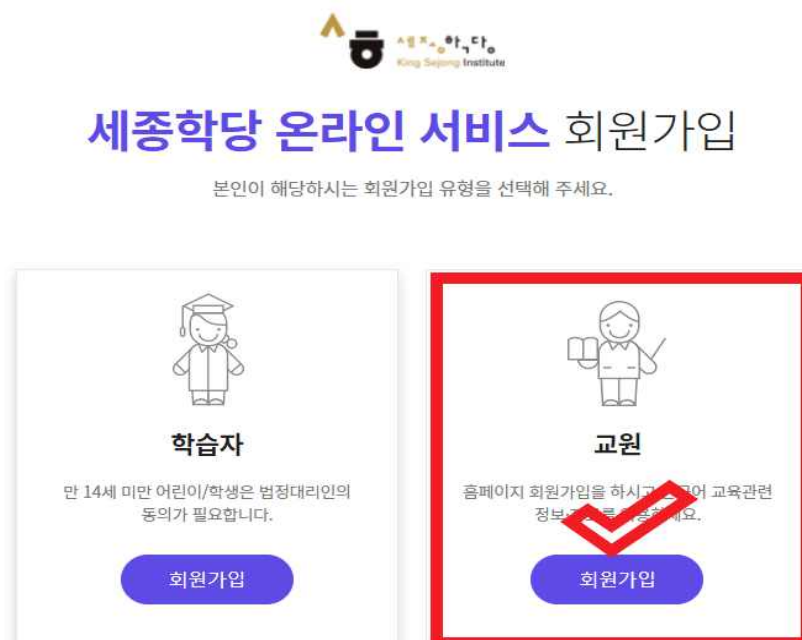 세종학당
King Sejong Institute
세종학당 온라인 서비스 회원가입
본인이 해당하시는 회원가입 유형을 선택해 주세요.
학습자
만 14세 미만 어린이/학생은 법정대리인의
동의가 필요합니다.
회원가입
교원
홈페이지 회원가입을 하시고 한국어 교육관련
정보·
회원가입